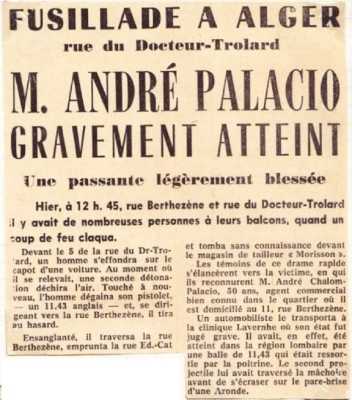 FUSILLADE A ALGER
rue du Docteur-Trolard
M. ANDRÉ PALACIO
GRAVEMENT ATTEINT
Une passante légèrement blessée
Hier, à 12 h. 45, rue Berthezène et rue du Docteur-Trolard
il y avait de nombreuses personnes à leurs balcons, quand un
coup de feu claqua.
Devant le 5 de la rue du Dr-Tro-
lard, un homme s'effondra sur le
capot d'une voiture. Au moment où
il se relevait, une seconde détona-
tion déchira l'air. Touché à nou-
veau, l'homme dégaina son pistolet,
— un 11,43 anglais — et, se diri-
geant vers la rue Berthezène, il tira
au hasard.
Ensanglanté, il traversa la rue
Berthezène, emprunta la rue Ed.-Cat
et tomba sans connaissance devant
le magasin de tailleur « Morisson ».
Les témoins de ce drame rapide
s'élancèrent vers la victime, en qui
ils reconnurent M. André Chalom-
Palacio, 50 ans, agent commercial
bien connu dans le quartier où il
est domicilié au 11, rue Berthezène.
Un automobiliste le transporta à
la clinique Lavernhe où son état fut
jugé grave. Il avait, en effet, été
atteint dans la région lombaire par
une balle de 11,43 qui était ressor-
tie par la poitrine. Le second pro-
jectile lui avait traversé la mâchoire
avant de s'écraser sur le pare-brise
d'une Aronde.